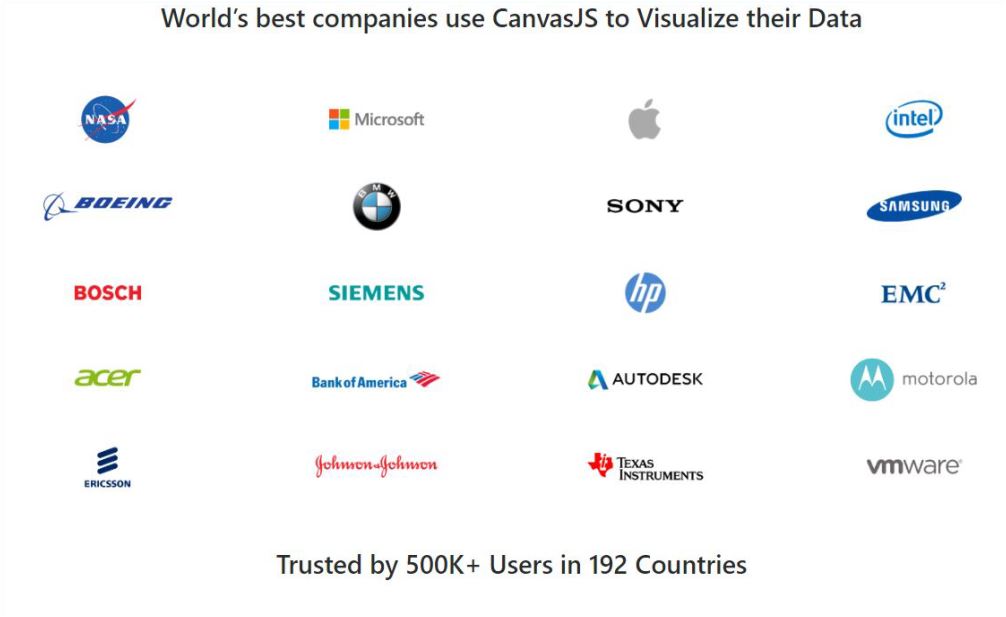 World's best companies use CanvasJS to Visualize their Data
NASA
Microsoft
intel
BOEING
BMW
SONY
SAMSUNG
BOSCH
SIEMENS
hp
EMC²
acer
Bank of America
AUTODESK
motorola
ERICSSON
Johnson&Johnson
TEXAS
INSTRUMENTS
vmware®
Trusted by 500K+ Users in 192 Countries